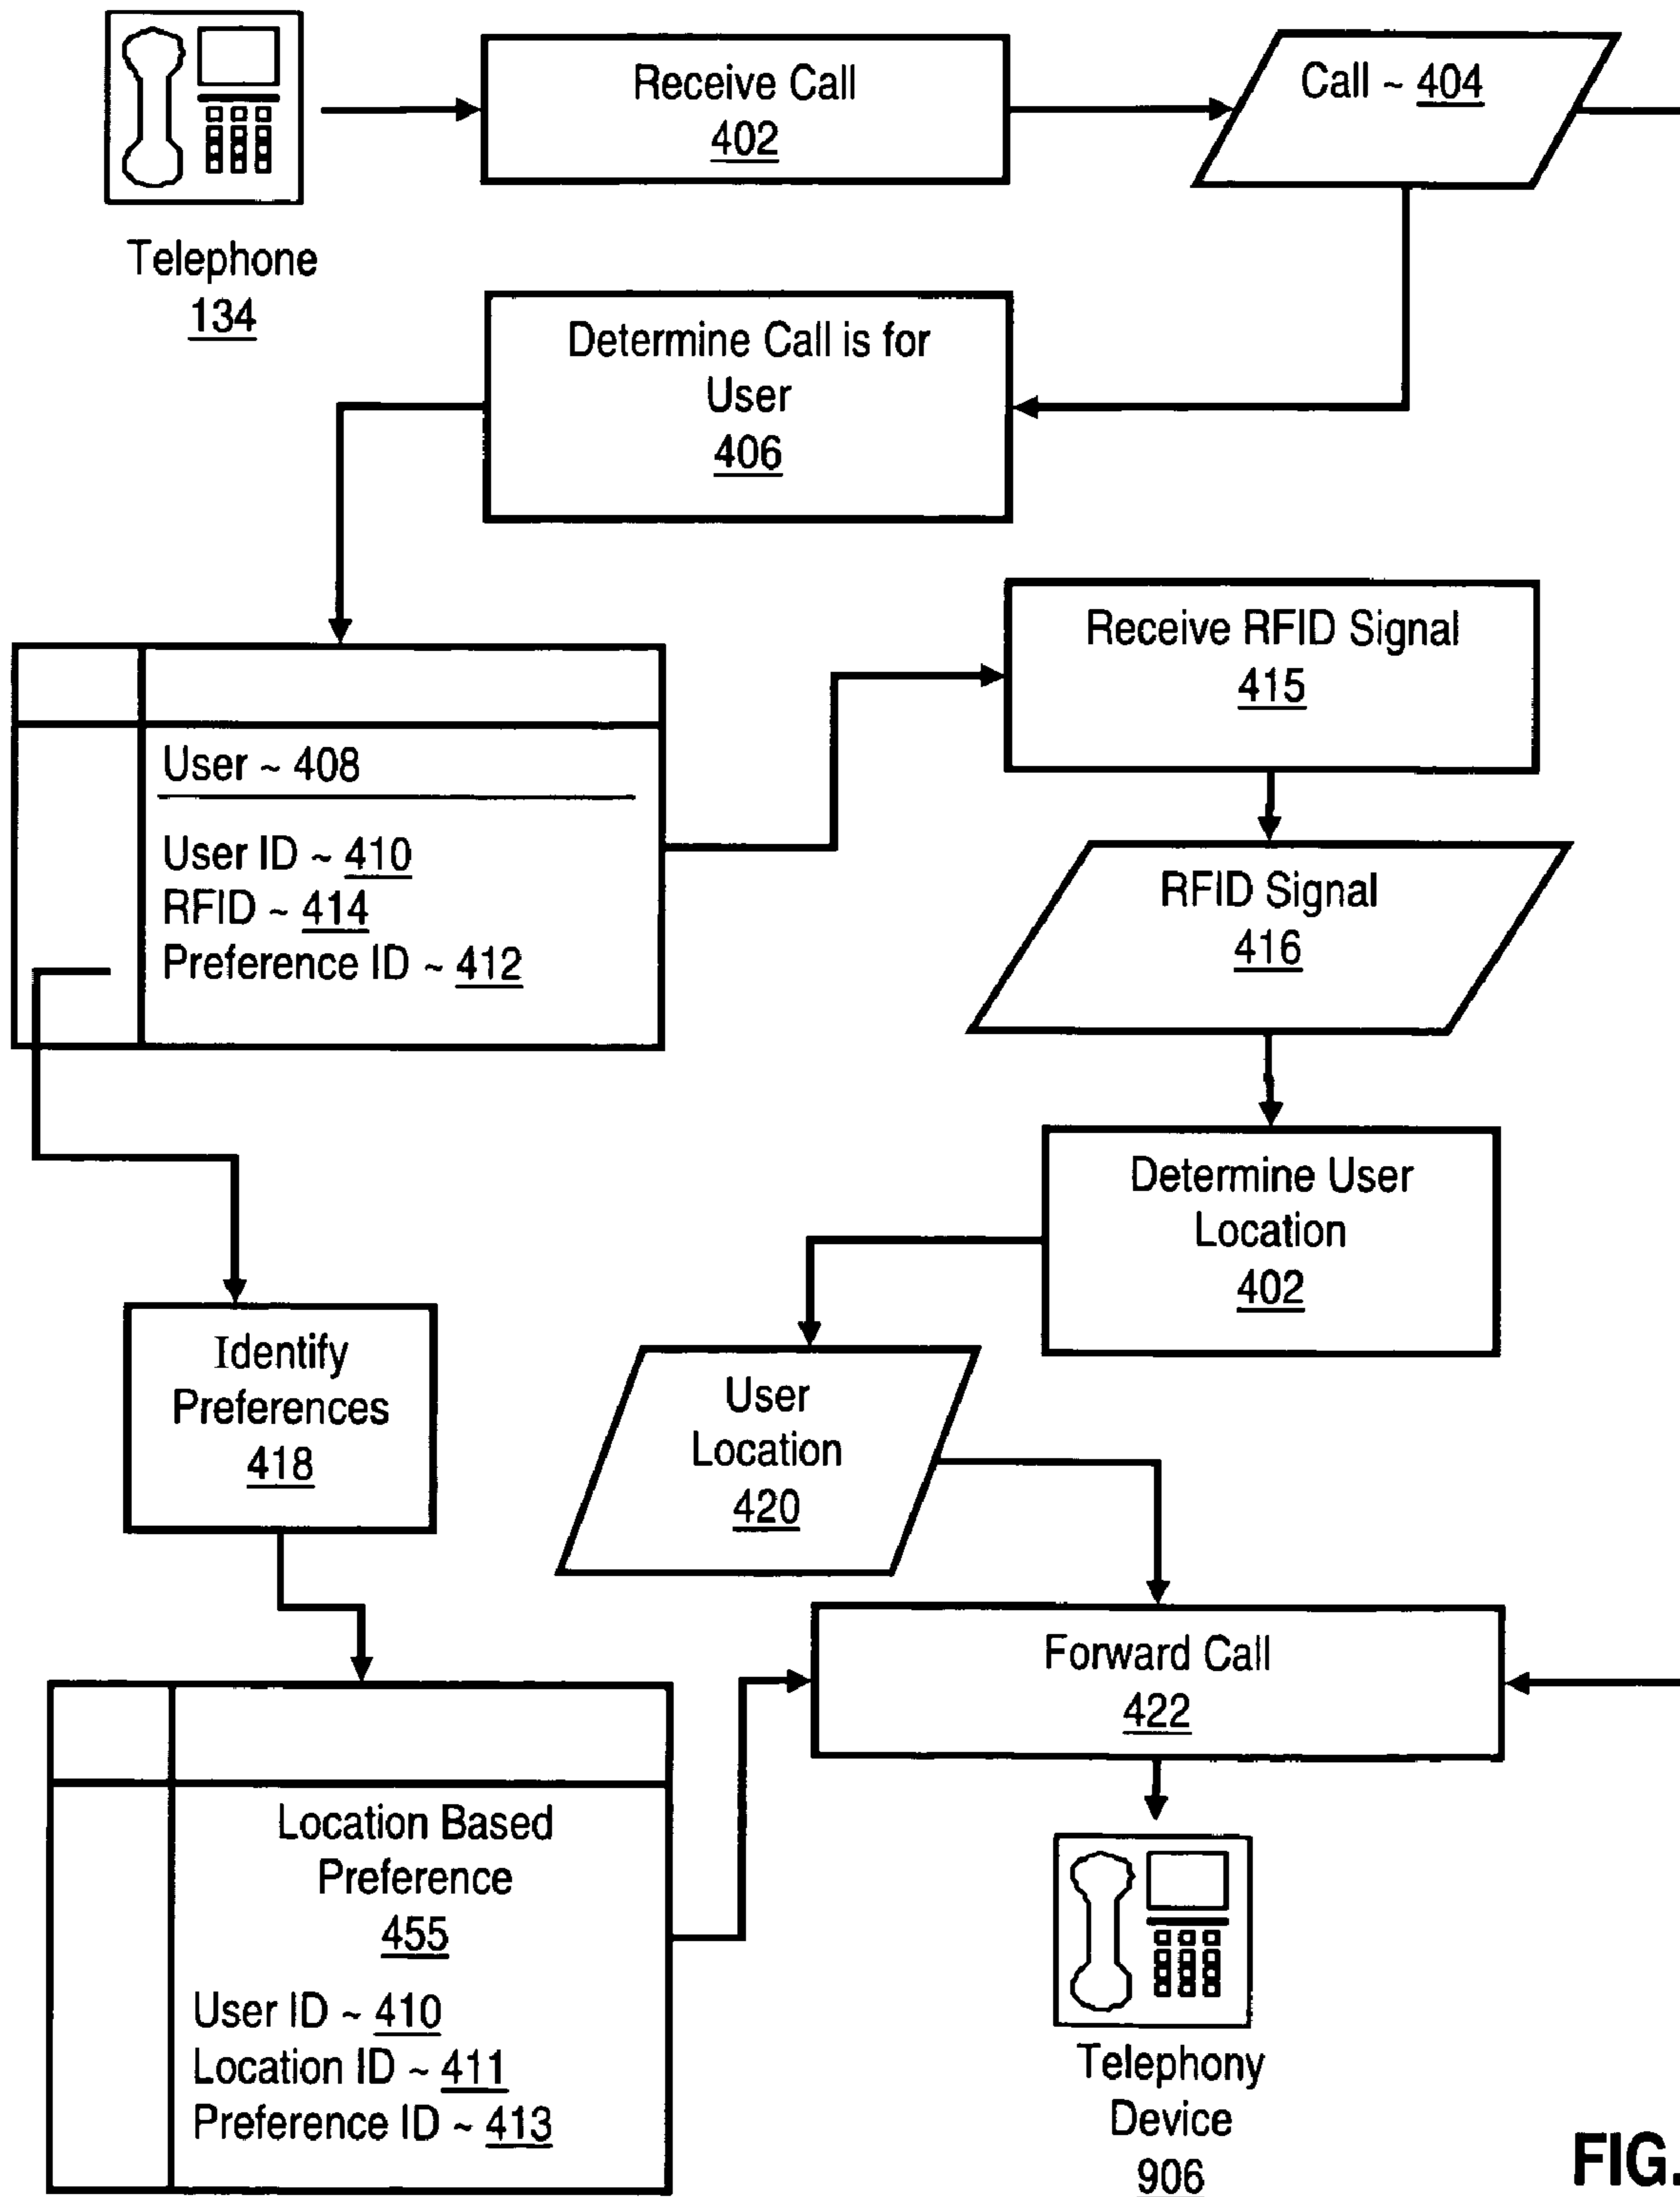 Receive Call
402
Call ~ 404
Telephone
134
Determine Call is for
User
406
Receive RFID Signal
415
User ~ 408
User ID ~ 410
RFID ~ 414
Preference ID ~ 412
RFID Signal
416
Determine User
Location
402
Identify
Preferences
418
User
Location
420
Forward Call
422
Location Based
Preference
455
User ID ~ 410
Location ID ~ 411
Preference ID ~ 413
Telephony
Device
906
FIG.